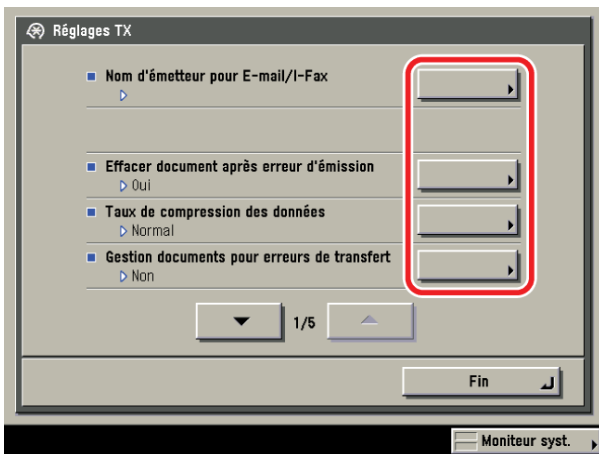 Réglages TX
Nom d'émetteur pour E-mail/I-Fax
Effacer document après erreur d'émission
Oui
Taux de compression des données
Normal
Gestion documents pour erreurs de transfert
Non
1/5
Fin
Moniteur syst.